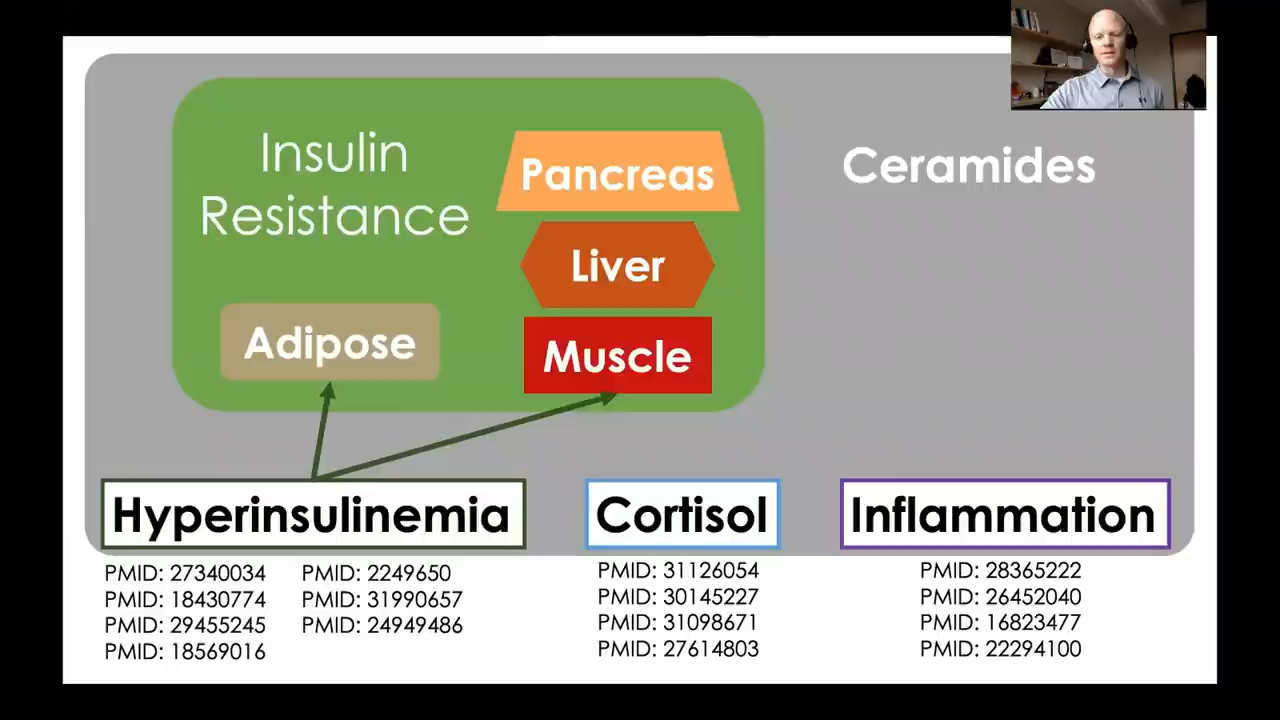 Insulin
Resistance
Pancreas
Liver
Adipose
Muscle
Ceramides
Hyperinsulinemia
Cortisol
Inflammation
PMID: 27340034
PMID: 18430774
PMID: 29455245
PMID: 18569016
PMID: 2249650
PMID: 31990657
PMID: 24949486
PMID: 31126054
PMID: 30145227
PMID: 31098671
PMID: 27614803
PMID: 28365222
PMID: 26452040
PMID: 16823477
PMID: 22294100